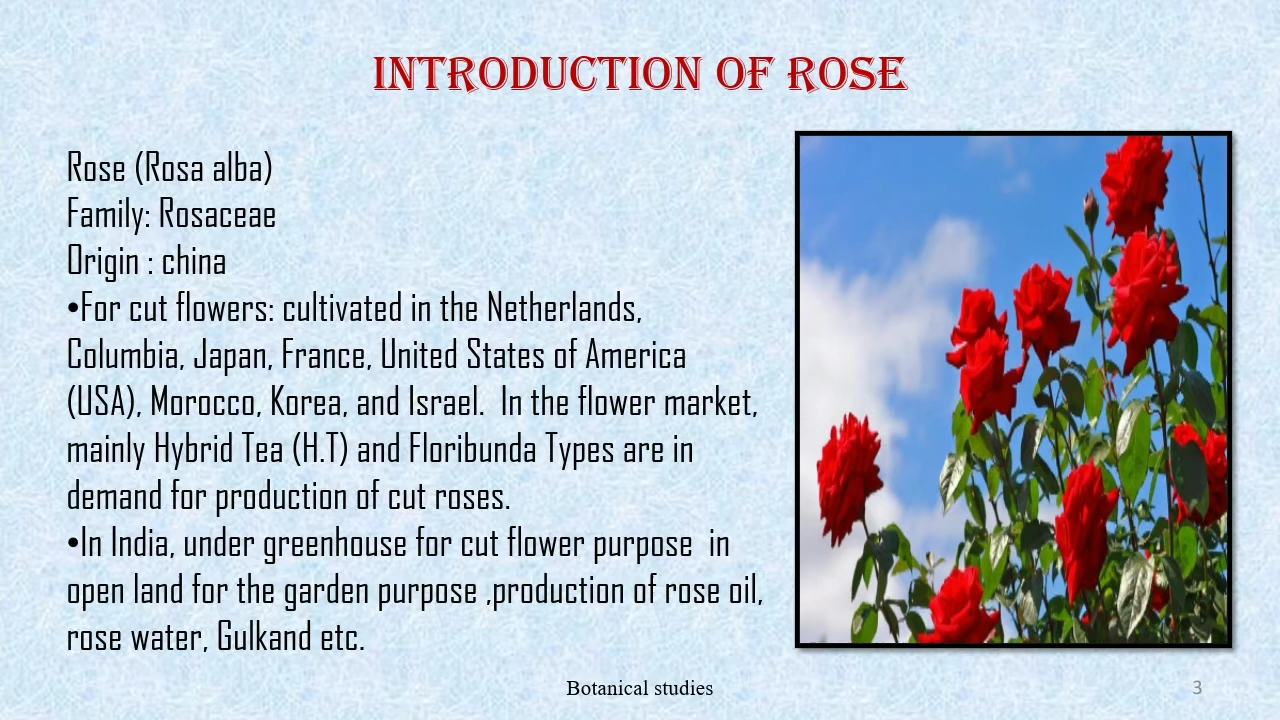 INTRODUCTION OF ROSE
Rose (Rosa alba)
Family: Rosaceae
Origin : china
•For cut flowers: cultivated in the Netherlands,
Columbia, Japan, France, United States of America
(USA), Morocco, Korea, and Israel.  In the flower market,
mainly Hybrid Tea (H.T) and Floribunda Types are in
demand for production of cut roses.
•In India, under greenhouse for cut flower purpose  in
open land for the garden purpose ,production of rose oil,
rose water, Gulkand etc.
Botanical studies
3